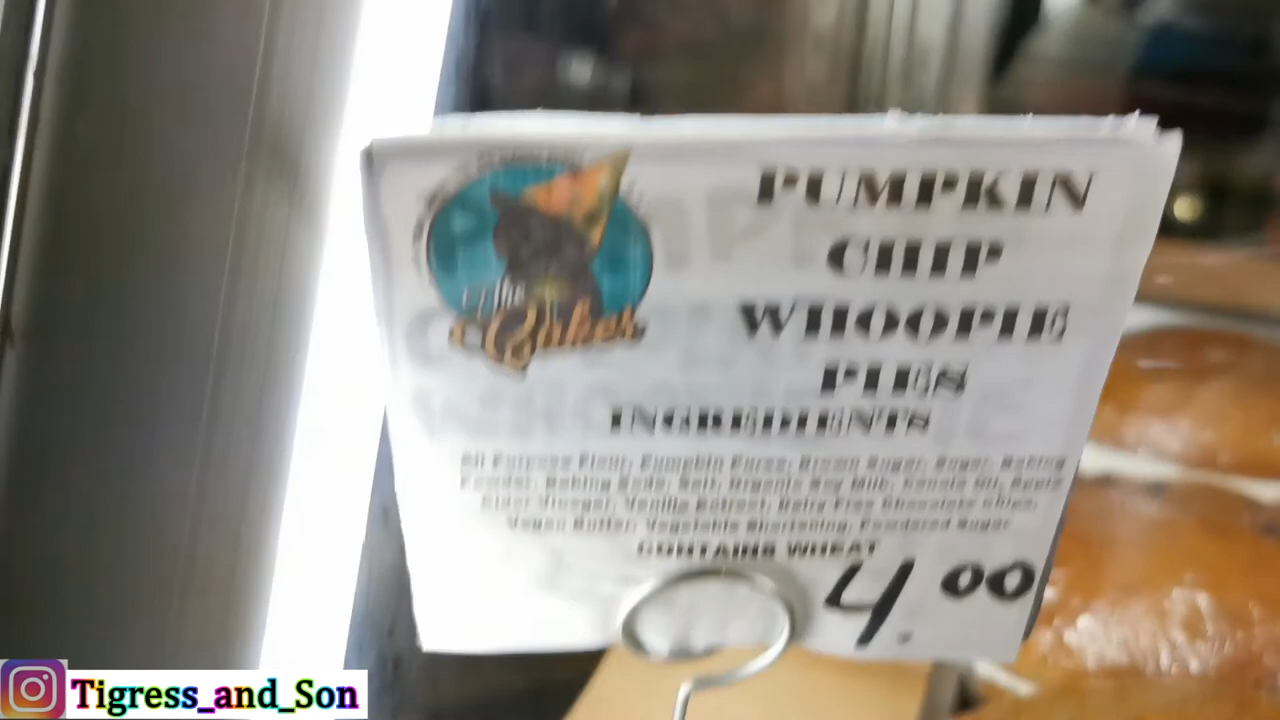 PUMPKIN
CHIP
WHOOPIE
PIES
INGREDIENTS
All Purpose Flour, Pumpkin Puree, Brown Sugar, Sugar, Baking
Powder, Baking Soda, Salt, Organic Soy Milk, Canola Oil, Apple
Cider Vinegar, Vanilla Extract, Dairy Free Chocolate Chips,
Vegan Butter, Vegetable Shortening, Powdered Sugar
CONTAINS WHEAT
4.00
Bakes
Tigress_and_Son